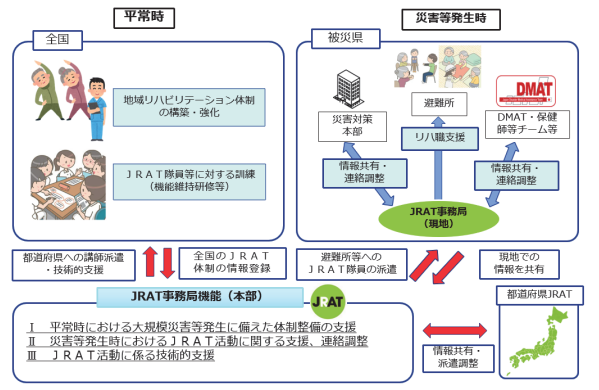 平常時
災害等発生時
全国
地域リハビリテーション体制
の構築・強化
ＪＲＡＴ隊員等に対する訓練
（機能維持研修等）
被災県
災害対策
本部
避難所
DMAT
DMAT・保健
師等チーム等
リハ職支援
情報共有・
連絡調整
情報共有・
連絡調整
JRAT事務局
（現地）
都道府県への講師派遣
・技術的支援
全国のＪＲＡＴ
体制の情報登録
避難所等への
ＪＲＡＴ隊員の派遣
現地での
情報を共有
JRAT事務局機能（本部）
JRAT
Ⅰ　平常時における大規模災害等発生に備えた体制整備の支援
Ⅱ　災害等発生時におけるＪＲＡＴ活動に関する支援、連絡調整
Ⅲ　ＪＲＡＴ活動に係る技術的支援
情報共有・
派遣調整
都道府県JRAT